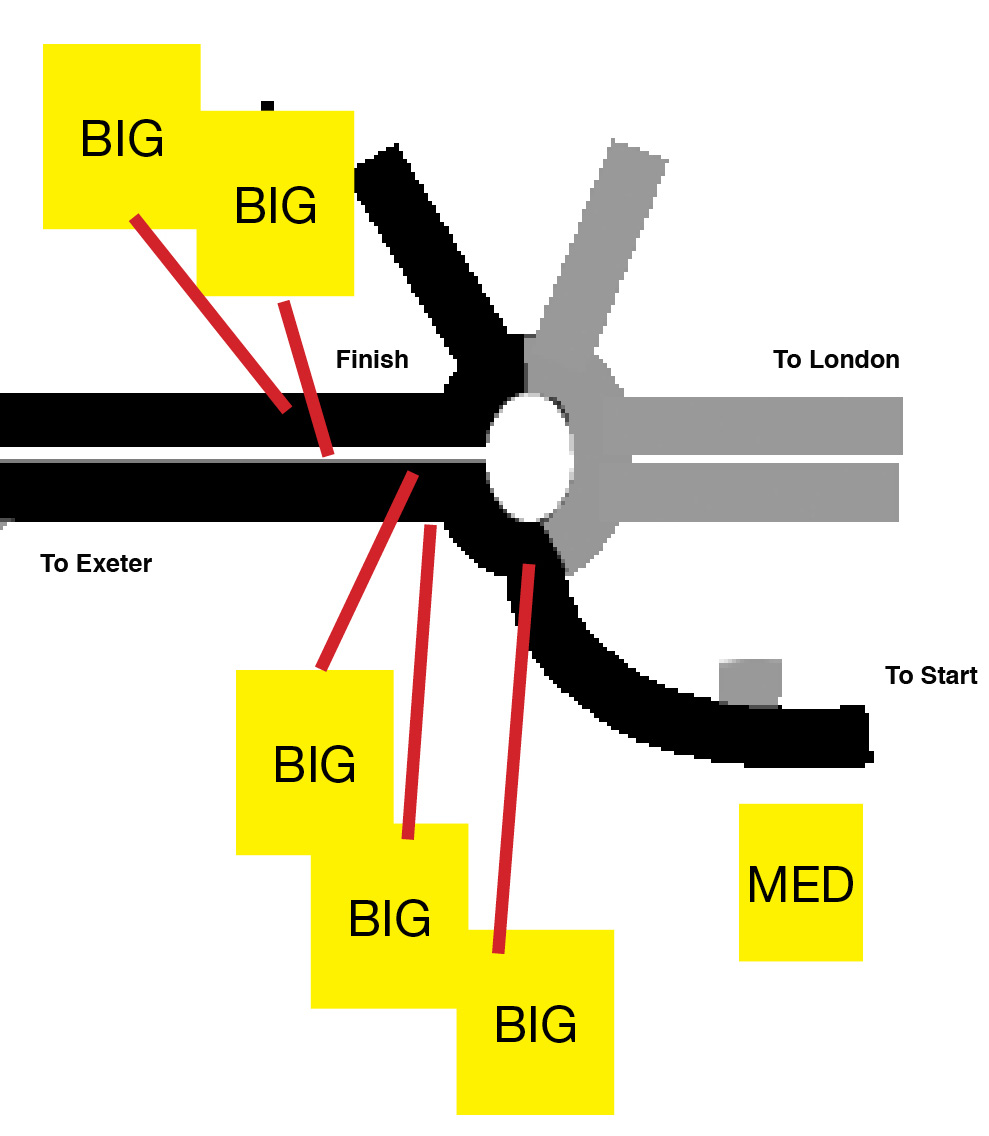 BIG
BIG
Finish
To London
To Exeter
To Start
BIG
MED
BIG
BIG